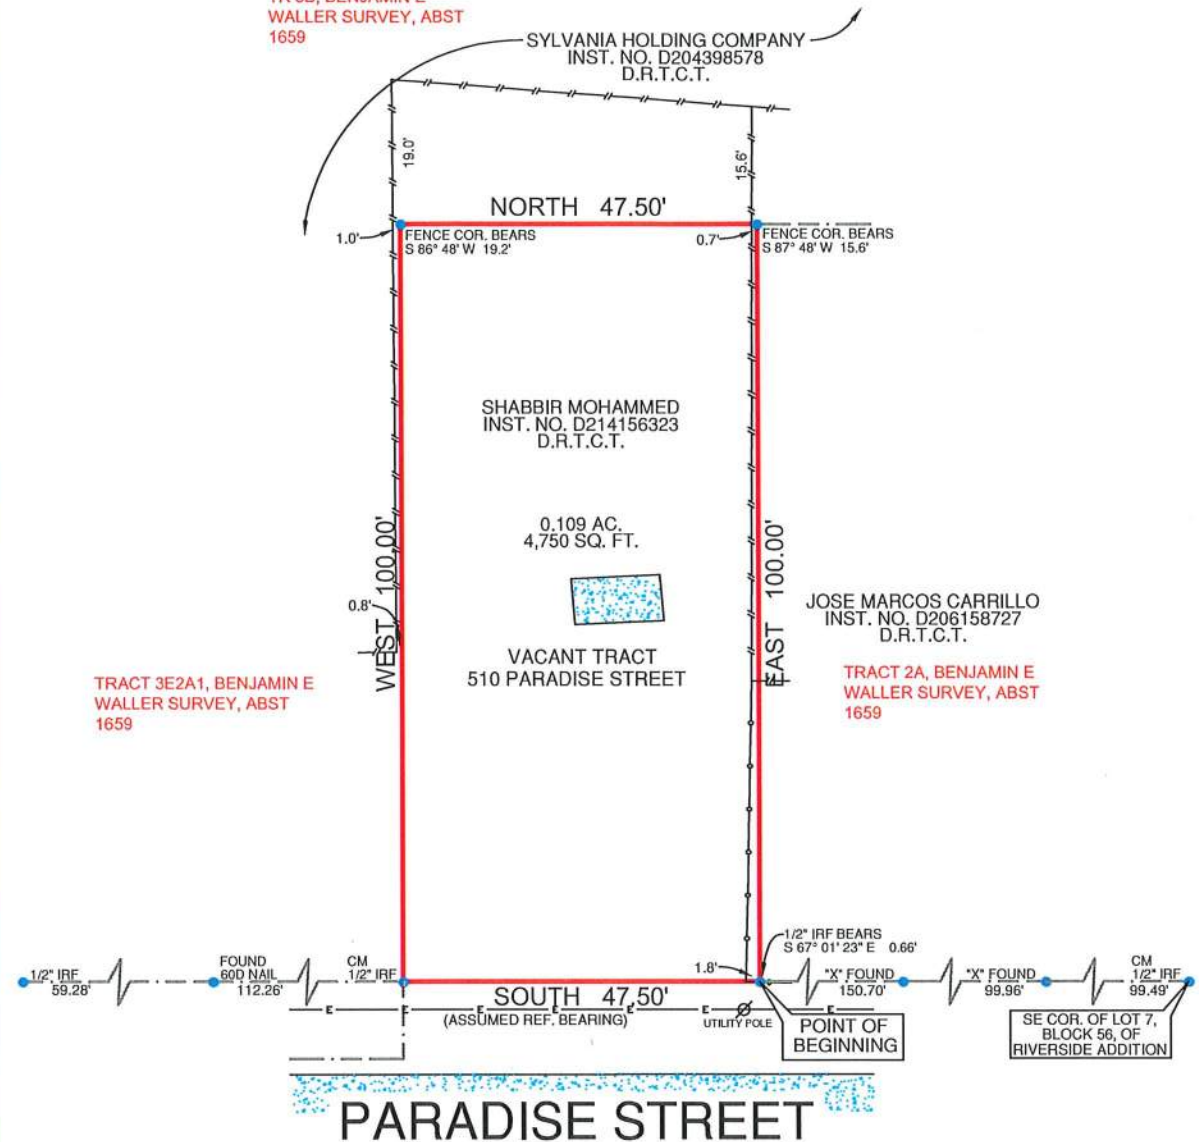 WALLER SURVEY, ABST
1659
SYLVANIA HOLDING COMPANY
INST. NO. D204398578
D.R.T.C.T.
19.0'
15.6'
NORTH 47.50'
1.0'
FENCE COR. BEARS
S 86° 48' W 19.2'
0.7'
FENCE COR. BEARS
S 87° 48' W 15.6'
SHABBIR MOHAMMED
INST. NO. D214156323
D.R.T.C.T.
0.109 AC.
4,750 SQ. FT.
WEST 100.00'
EAST 100.00'
0.8'
JOSE MARCOS CARRILLO
INST. NO. D206158727
D.R.T.C.T.
VACANT TRACT
510 PARADISE STREET
TRACT 3E2A1, BENJAMIN E
WALLER SURVEY, ABST
1659
TRACT 2A, BENJAMIN E
WALLER SURVEY, ABST
1659
1/2" IRF BEARS
S 67° 01' 23" E 0.66'
1/2" IRF
59.28'
FOUND
60D NAIL
112.26'
CM
1/2" IRF
1.8'
"X" FOUND
150.70'
"X" FOUND
99.96'
CM
1/2" IRF
99.49'
SOUTH 47.50'
E E E E E E E
(ASSUMED REF. BEARING)
UTILITY POLE
POINT OF
BEGINNING
SE COR. OF LOT 7,
BLOCK 56, OF
RIVERSIDE ADDITION
PARADISE STREET